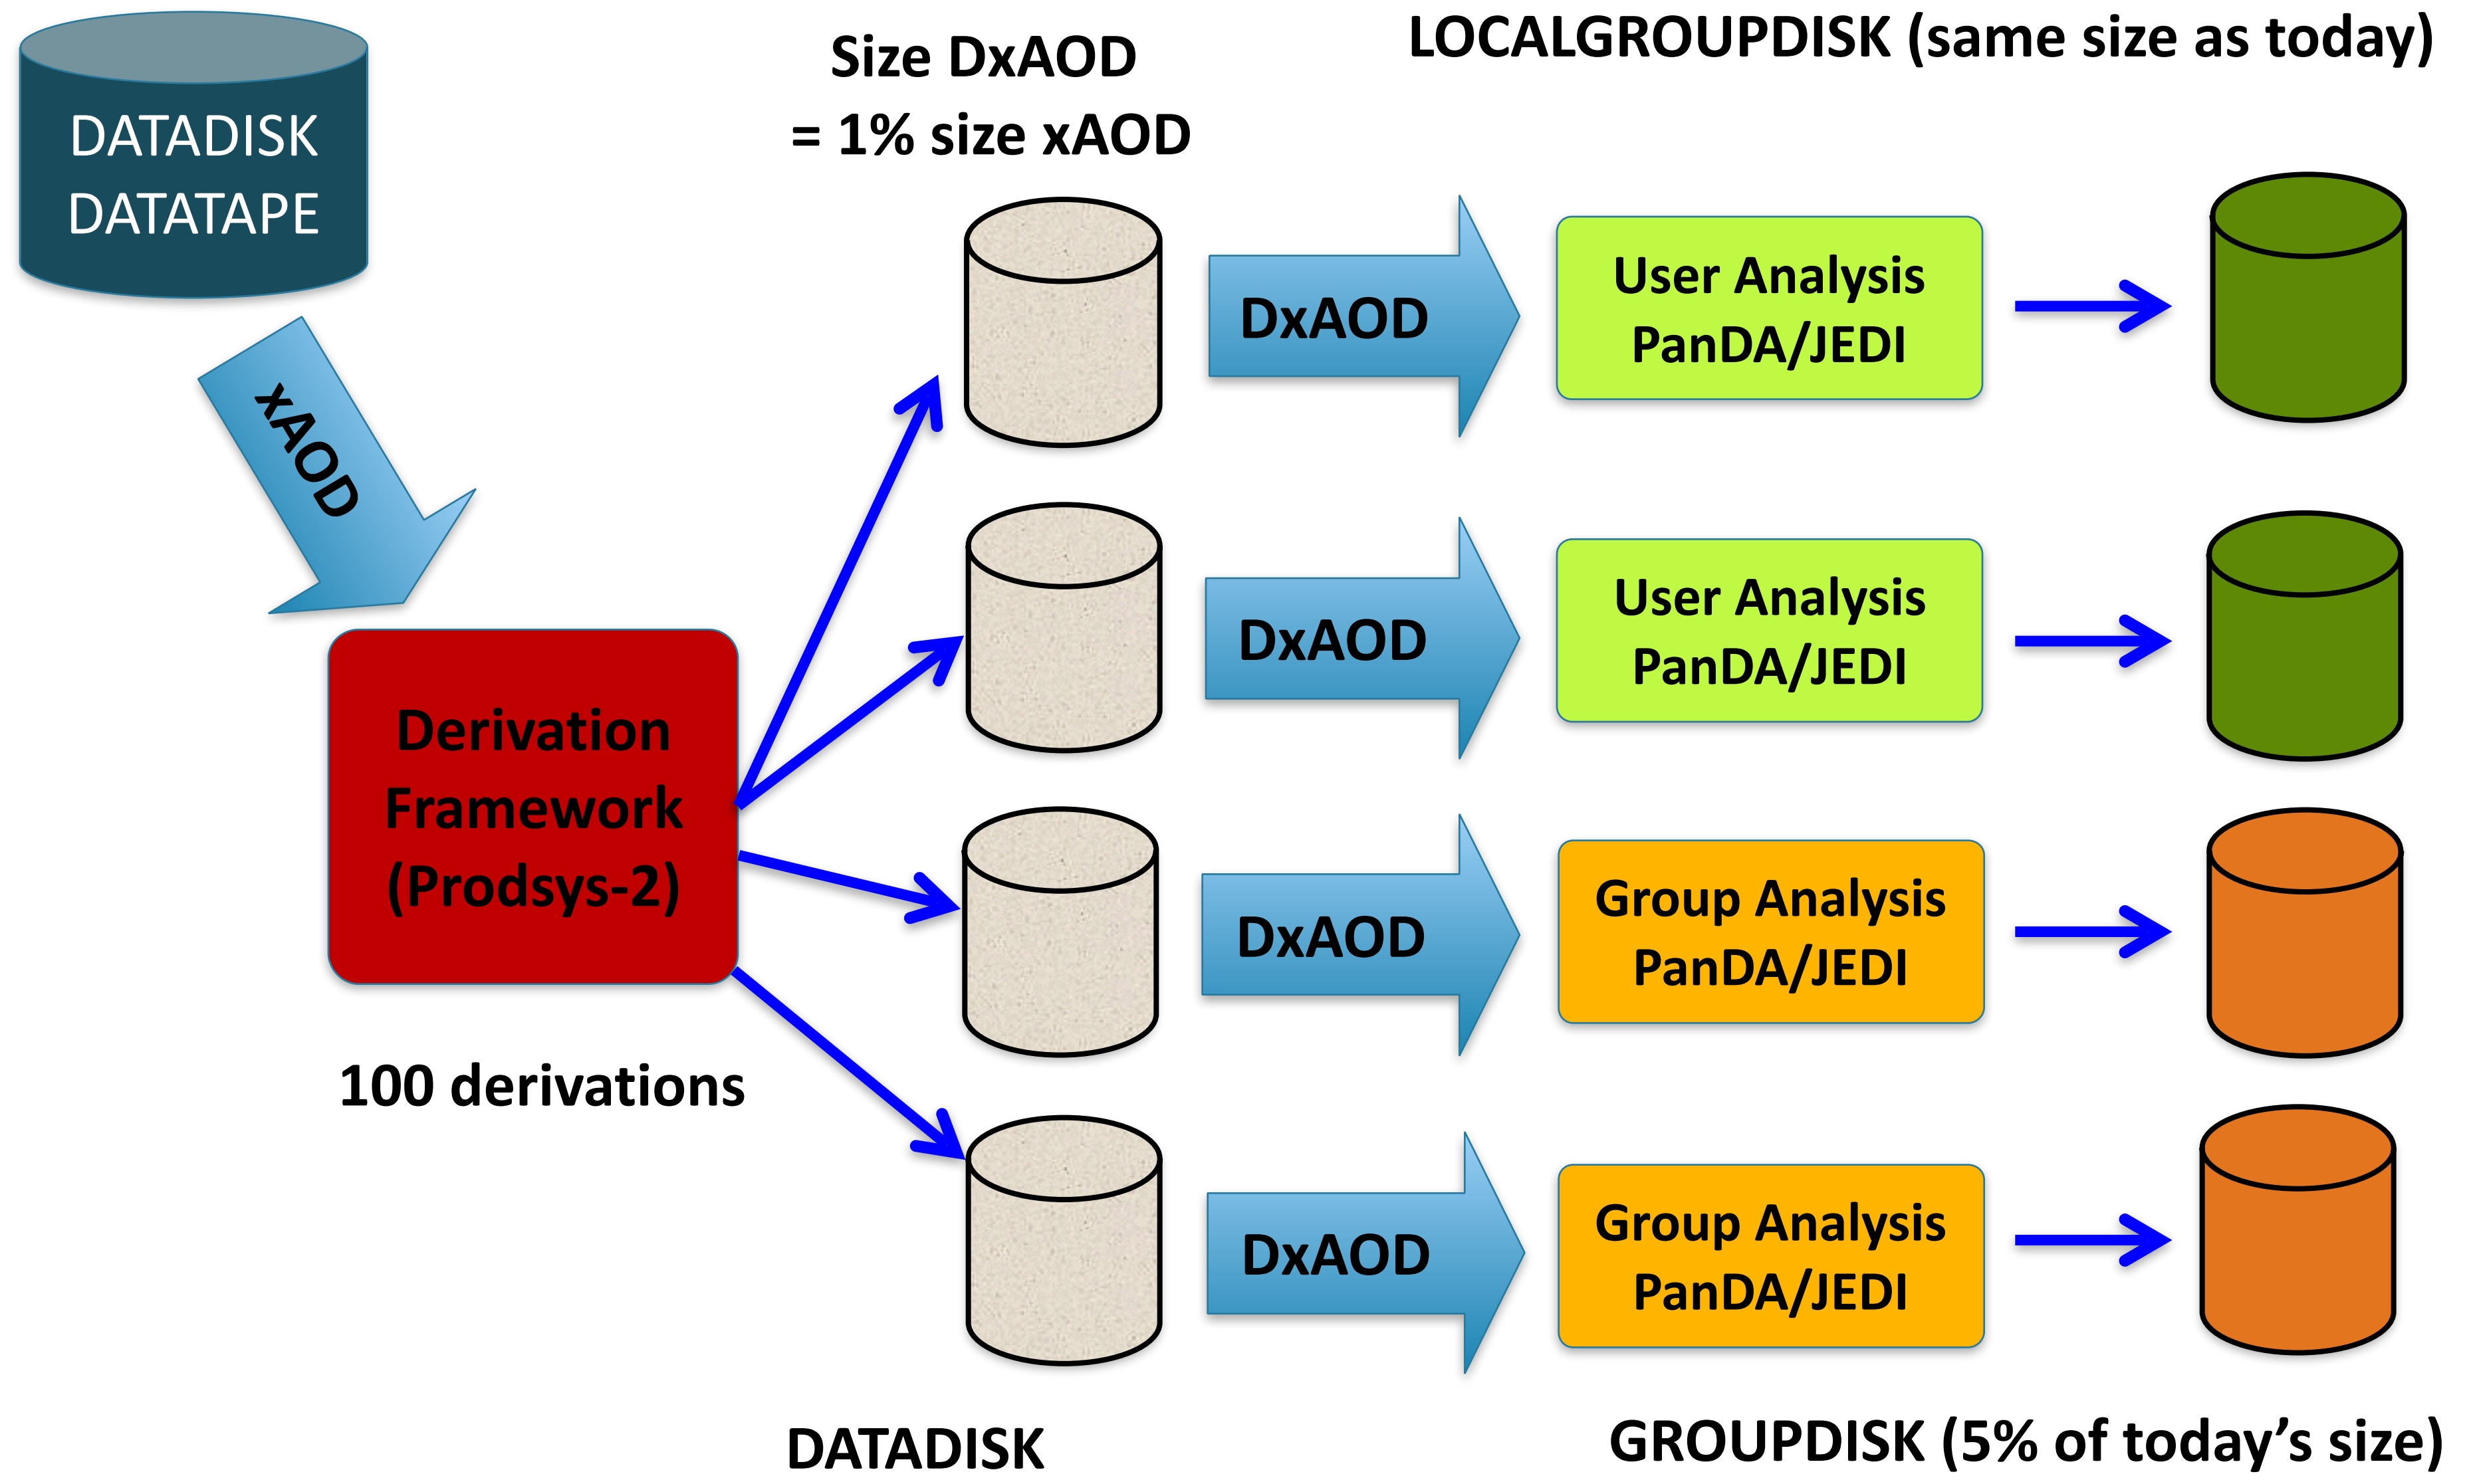 DATADISK
DATATAPE
Size DxAOD
= 1% size xAOD
LOCALGROUPDISK (same size as today)
xAOD
Derivation
Framework
(Prodsys-2)
100 derivations
DxAOD
User Analysis
PanDA/JEDI
DxAOD
User Analysis
PanDA/JEDI
DxAOD
Group Analysis
PanDA/JEDI
DxAOD
Group Analysis
PanDA/JEDI
DATADISK
GROUPDISK (5% of today’s size)